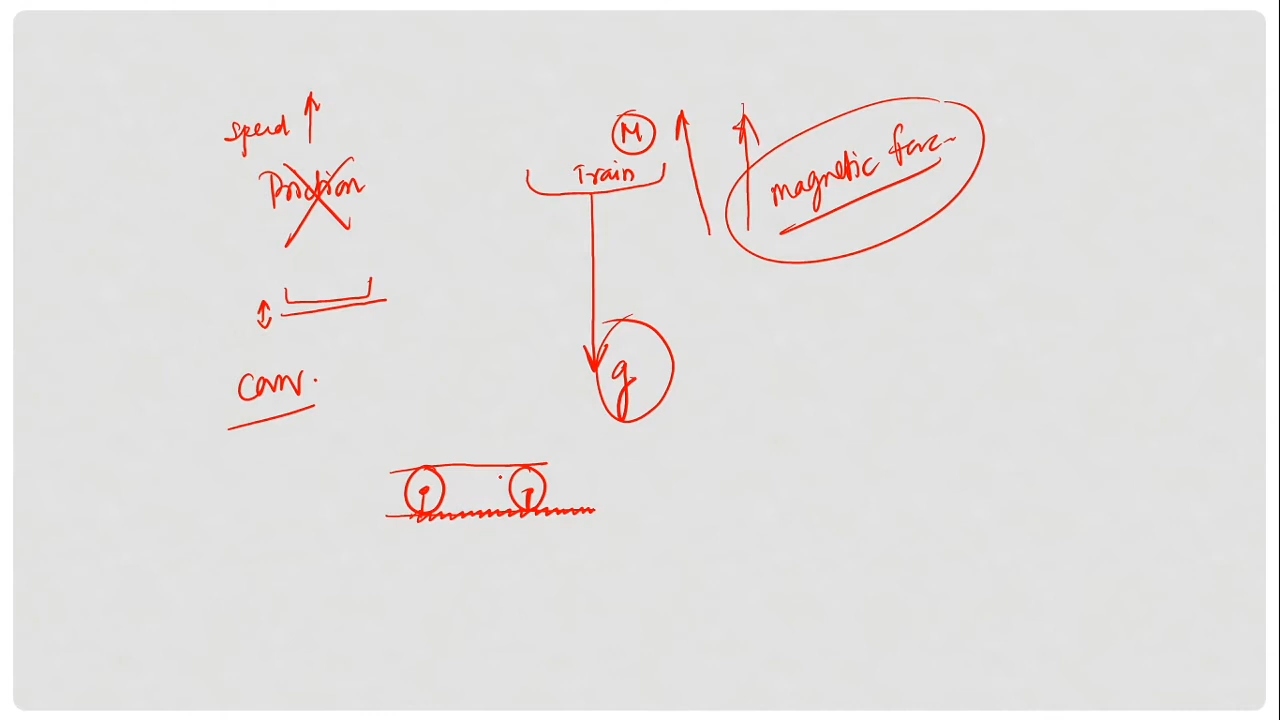 speed
Friction
conv.
M
Train
g
magnetic force